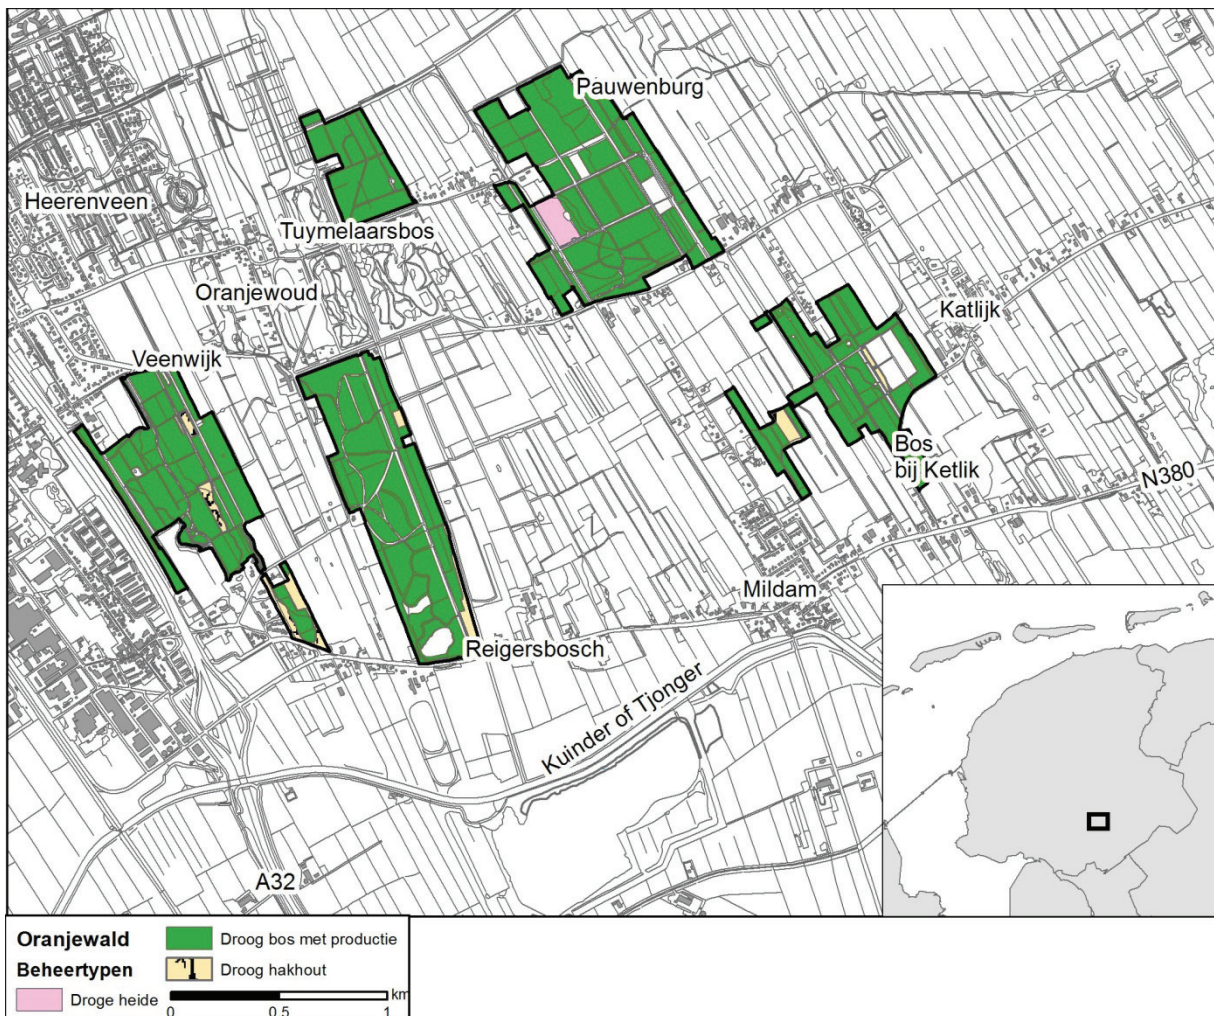 Pauwenburg
Heerenveen
Tuymelaarsbos
Oranjewoud
Katlijk
Veenwijk
Bos
bij Ketlik
N380
Mildam
Reigersbosch
Kuinder of Tjonger
A32
Oranjewald
Droog bos met productie
Beheertypen
Droog hakhout
Droge heide
km
0
0.5
1